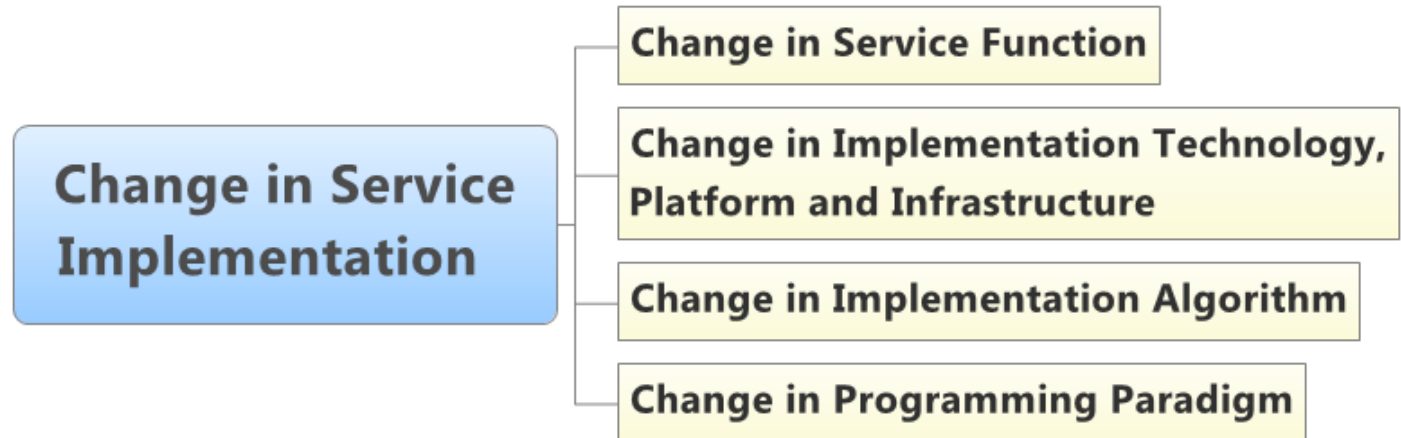 Change in Service
Implementation
Change in Service Function
Change in Implementation Technology,
Platform and Infrastructure
Change in Implementation Algorithm
Change in Programming Paradigm